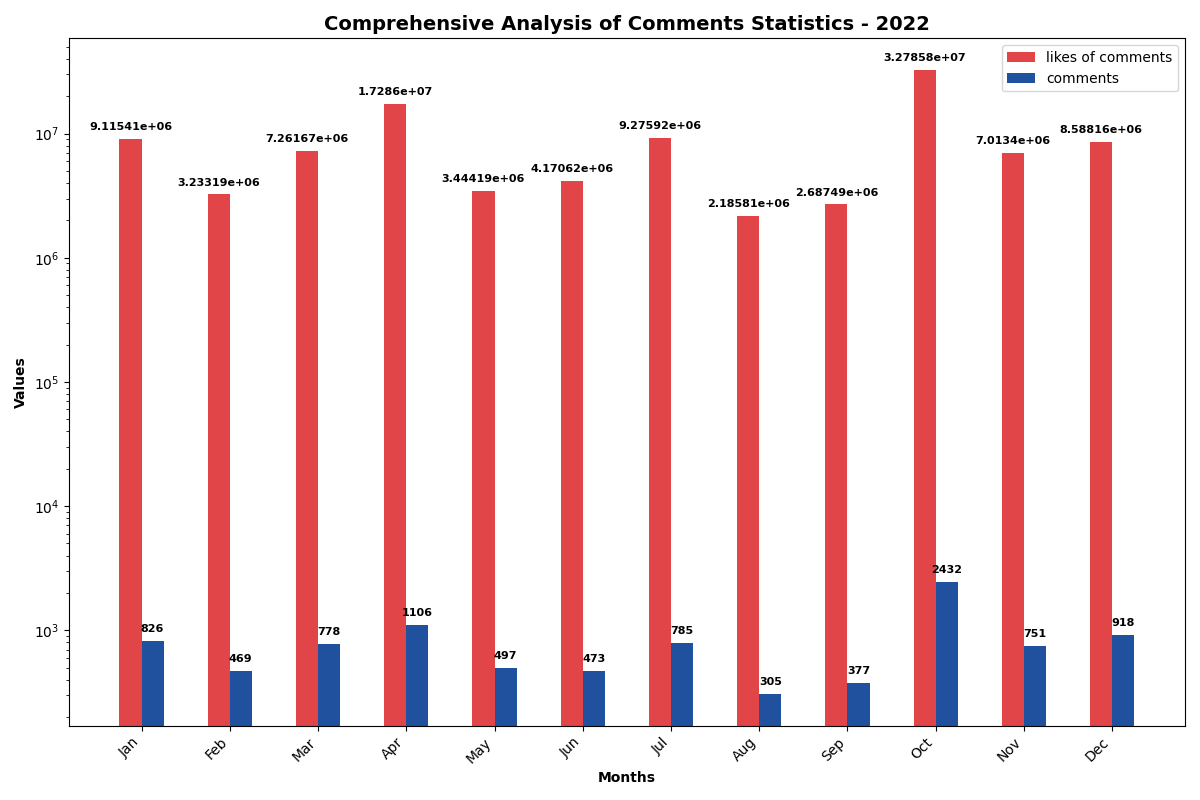 Comprehensive Analysis of Comments Statistics - 2022
likes of comments
comments
Values
10^7
10^6
10^5
10^4
10^3
9.11541e+06
3.23319e+06
7.26167e+06
1.7286e+07
3.44419e+06
4.17062e+06
9.27592e+06
2.18581e+06
2.68749e+06
3.27858e+07
7.0134e+06
8.58816e+06
826
469
778
1106
497
473
785
305
377
2432
751
918
Jan
Feb
Mar
Apr
May
Jun
Jul
Aug
Sep
Oct
Nov
Dec
Months